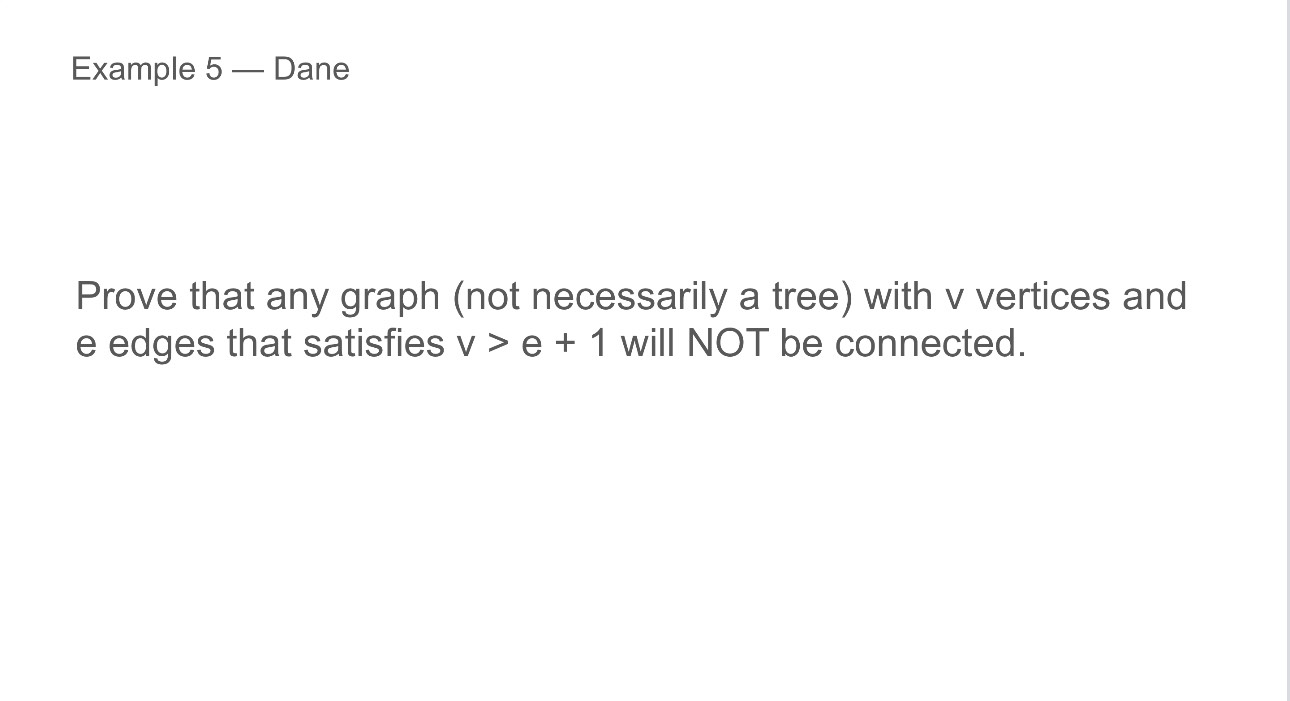 Example 5 — Dane
Prove that any graph (not necessarily a tree) with v vertices and
e edges that satisfies v > e + 1 will NOT be connected.